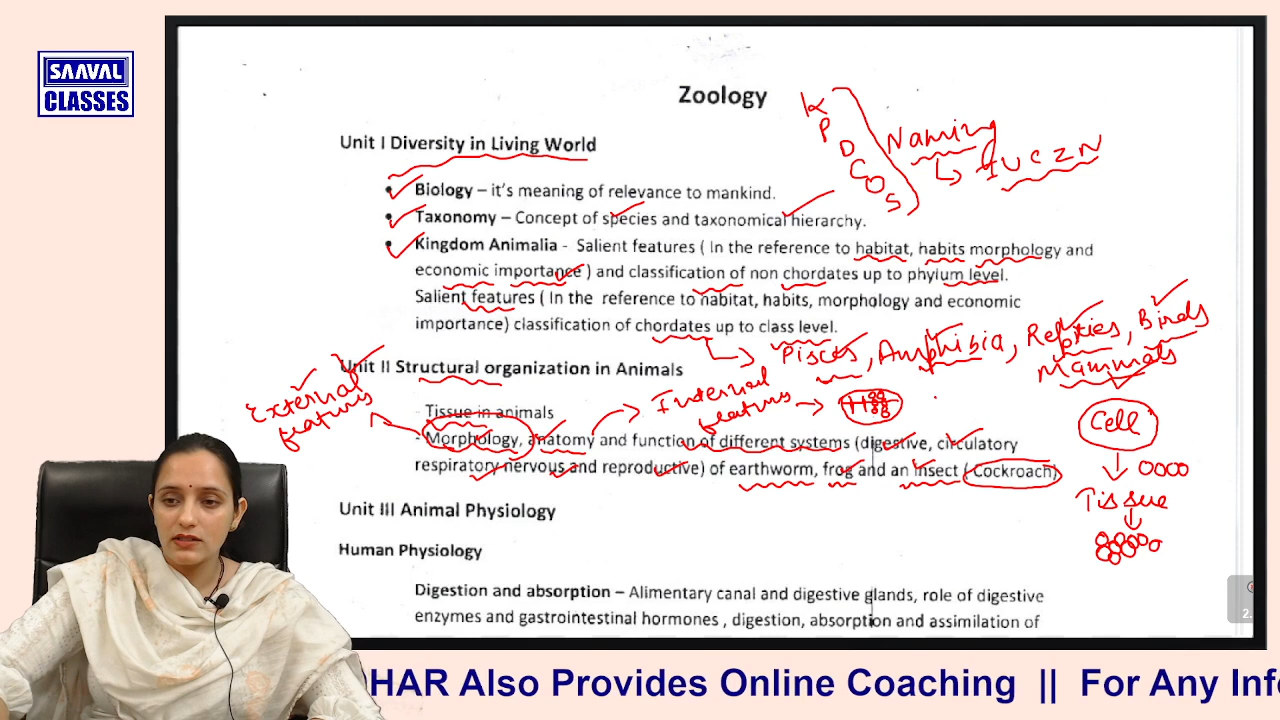 SAAVAL
CLASSES
Zoology
K
P
D
C
O
S
Naming
IUCZN
Unit I Diversity in Living World
• Biology – it's meaning of relevance to mankind.
• Taxonomy – Concept of species and taxonomical hierarchy.
• Kingdom Animalia - Salient features ( In the reference to habitat, habits morphology and
economic importance ) and classification of non chordates up to phylum level.
Salient features ( In the reference to habitat, habits, morphology and economic
importance) classification of chordates up to class level.
Pisces, Amphibia, Repties, Birds
Mammals
Unit II Structural organization in Animals
External
features
Internal
features
Tissue in animals
- Morphology, anatomy and function of different systems (digestive, circulatory
respiratory nervous and reproductive) of earthworm, frog and an insect ( Cockroach)
Cell
Tissue
Unit III Animal Physiology
Human Physiology
Digestion and absorption – Alimentary canal and digestive glands, role of digestive
enzymes and gastrointestinal hormones , digestion, absorption and assimilation of
2.
HAR Also Provides Online Coaching || For Any Info